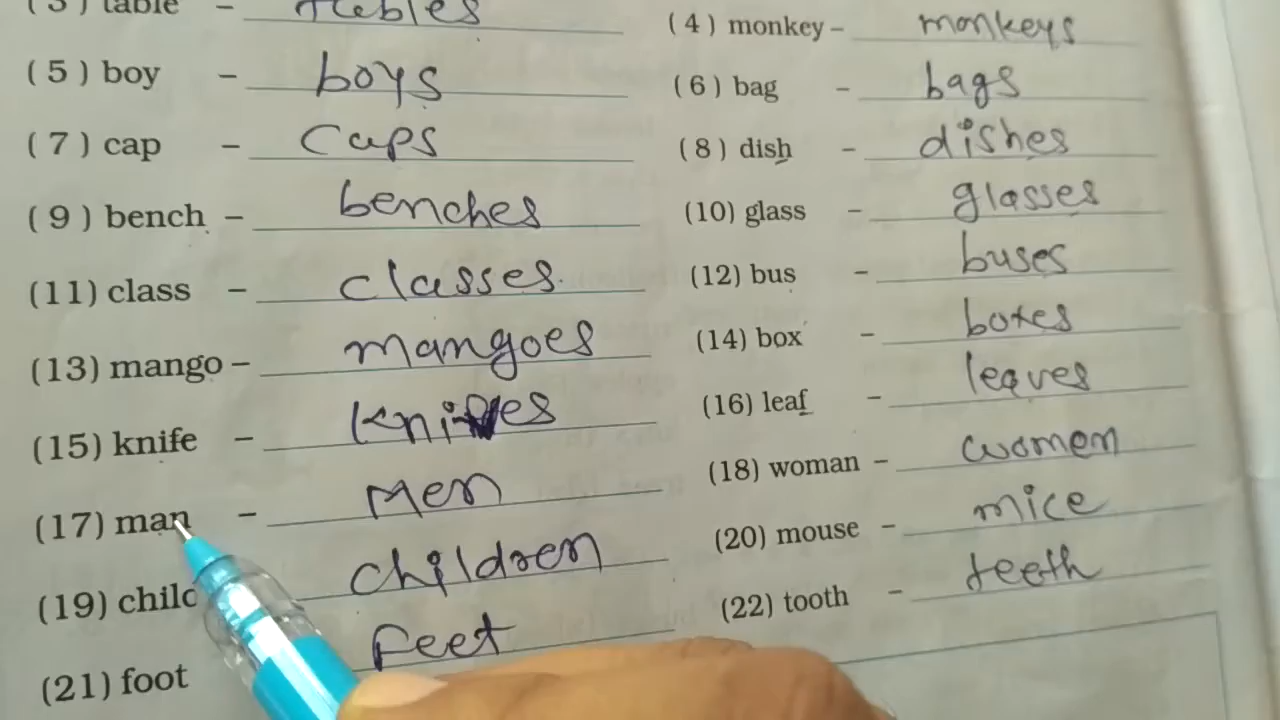 (3) table - tables
(4) monkey - monkeys
(5) boy - boys
(6) bag - bags
(7) cap - Caps
(8) dish - dishes
(9) bench - benches
(10) glass - glasses
(11) class - classes
(12) bus - buses
(13) mango - mangoes
(14) box - boxes
(15) knife - knives
(16) leaf - leaves
(17) man - Men
(18) woman - women
(19) chilc - children
(20) mouse - mice
(21) foot Feet
(22) tooth - teeth